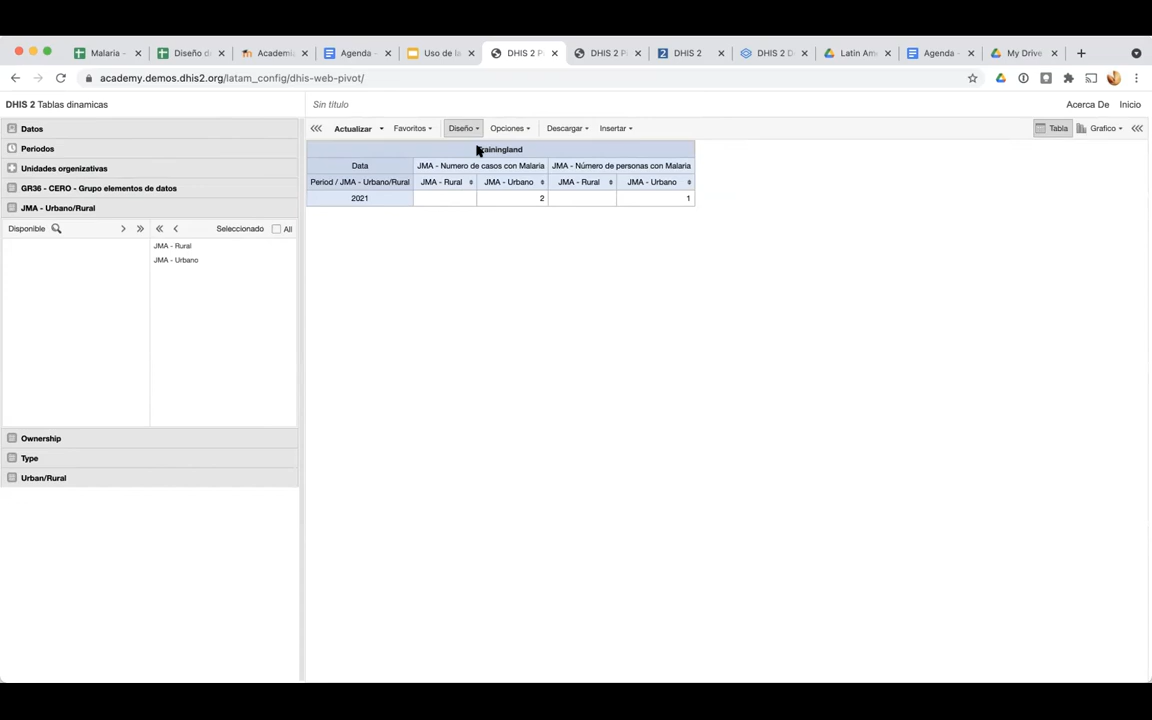 Malaria -
Diseño d
Academi
Agenda -
Uso de la
DHIS 2 P
DHIS 2 P
DHIS 2
DHIS 2 D
Latin Am
Agenda -
My Drive
academy.demos.dhis2.org/latam_config/dhis-web-pivot/
DHIS 2 Tablas dinamicas
Sin titulo
Acerca De
Inicio
Actualizar
Favoritos
Diseño
Opciones
Descargar
Insertar
Tabla
Grafico
Datos
Periodos
Unidades organizativas
GR36 - CERO - Grupo elementos de datos
JMA - Urbano/Rural
Disponible
Seleccionado
All
JMA - Rural
JMA - Urbano
Ownership
Type
Urban/Rural
rainingland
Data
JMA - Numero de casos con Malaria
JMA - Número de personas con Malaria
Period / JMA - Urbano/Rural
JMA - Rural
JMA - Urbano
JMA - Rural
JMA - Urbano
2021
2
1